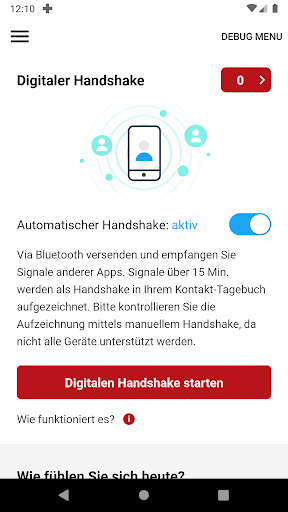 12:10
DEBUG MENU
Digitaler Handshake
0
Automatischer Handshake: aktiv
Via Bluetooth versenden und empfangen Sie
Signale anderer Apps. Signale über 15 Min.
werden als Handshake in Ihrem Kontakt-Tagebuch
aufgezeichnet. Bitte kontrollieren Sie die
Aufzeichnung mittels manuellem Handshake, da
nicht alle Geräte unterstützt werden.
Digitalen Handshake starten
Wie funktioniert es? i
Wie fühlen Sie sich heute?